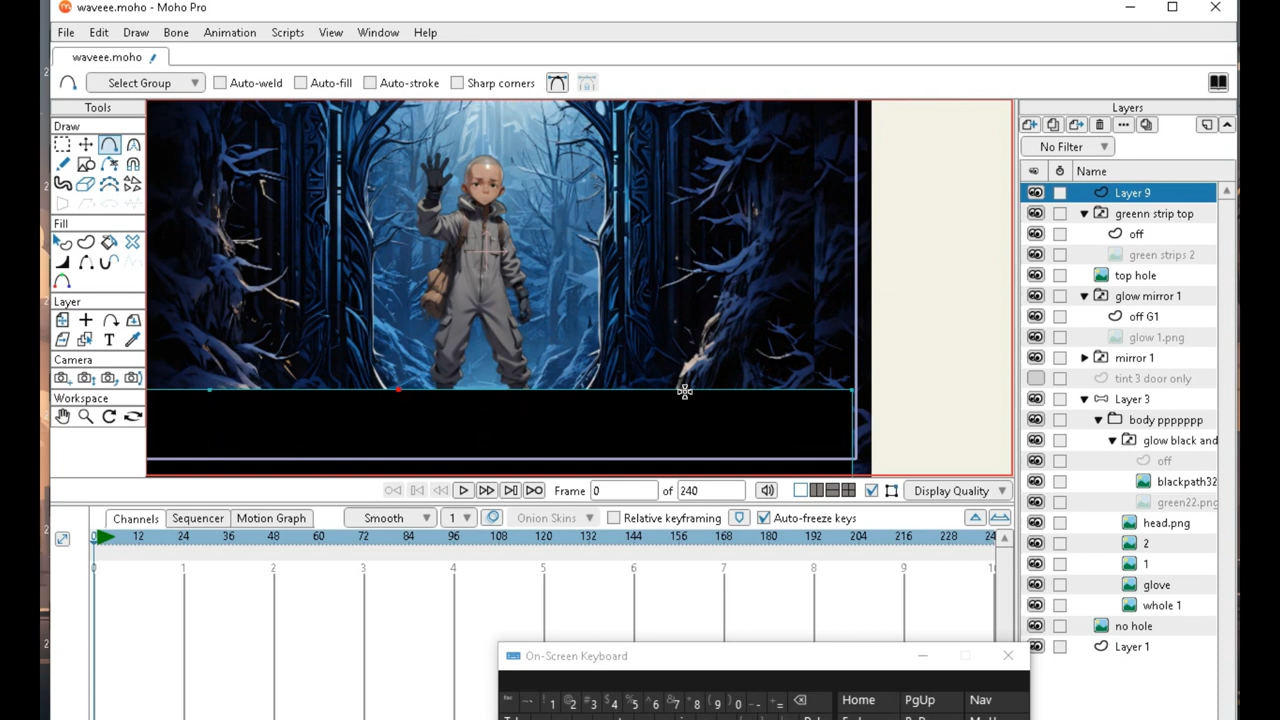 waveee.moho - Moho Pro
File Edit Draw Bone Animation Scripts View Window Help
waveee.moho
Select Group Auto-weld Auto-fill Auto-stroke Sharp corners
Tools
Draw
Fill
Layer
Camera
Workspace
Layers
No Filter
Name
Layer 9
greenn strip top
off
green strips 2
top hole
glow mirror 1
off G1
glow 1.png
mirror 1
tint 3 door only
Layer 3
body ppppppp
glow black and
off
blackpath32
green22.png
head.png
2
1
glove
whole 1
no hole
Layer 1
Frame 0 of 240 Display Quality
Channels Sequencer Motion Graph Smooth 1 Onion Skins Relative keyframing Auto-freeze keys
0 12 24 36 48 60 72 84 96 108 120 132 144 156 168 180 192 204 216 228 24
0 1 2 3 4 5 6 7 8 9 1
On-Screen Keyboard
1 2 3 4 5 6 7 8 9 0 - = Home PgUp Nav